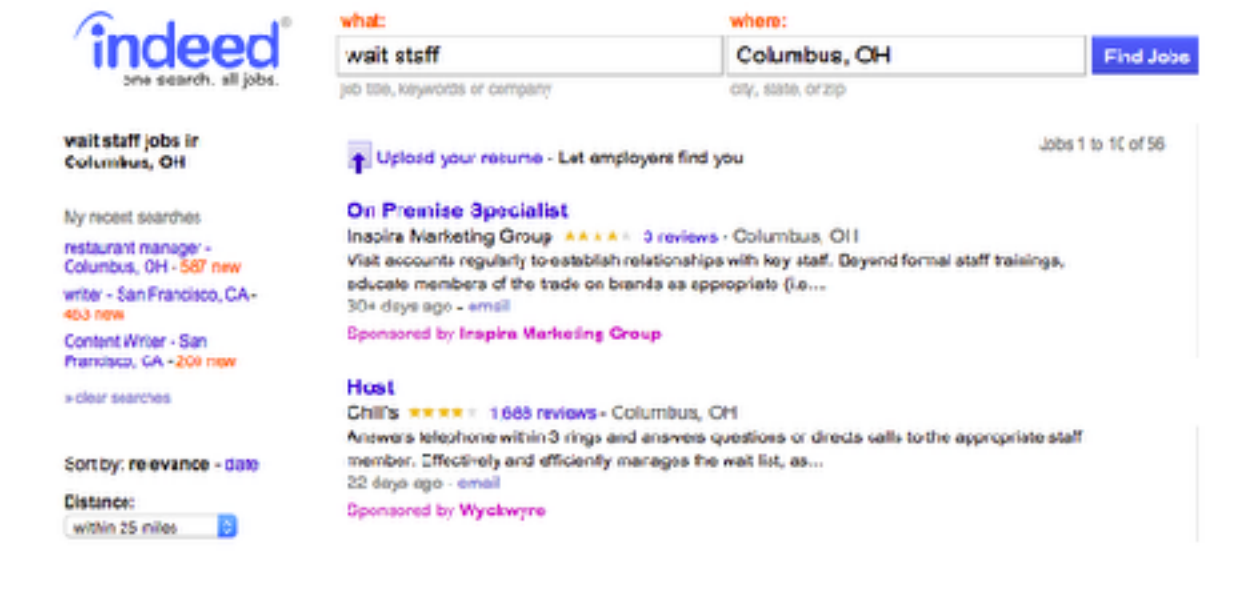 indeed®
one search. all jobs.
what:
where:
wait staff
Columbus, OH
Find Jobs
job title, keywords or company
city, state, or zip
wait staff jobs in
Columbus, OH
My recent searches
restaurant manager -
Columbus, OH - 587 new
writer - San Francisco, CA -
463 new
Content Writer - San
Francisco, CA - 209 new
» clear searches
Sort by: relevance - date
Distance:
within 25 miles
Jobs 1 to 10 of 56
Upload your resume - Let employers find you
On Premise Specialist
Inspira Marketing Group 3 reviews - Columbus, OH
Visit accounts regularly to establish relationships with key staff. Beyond formal staff trainings,
educate members of the trade on brands as appropriate (i.e...
30+ days ago - email
Sponsored by Inspira Marketing Group
Host
Chili's 1,688 reviews - Columbus, OH
Answers telephone within 3 rings and answers questions or directs calls to the appropriate staff
member. Effectively and efficiently manages the wait list, as...
22 days ago - email
Sponsored by Wyckwyre